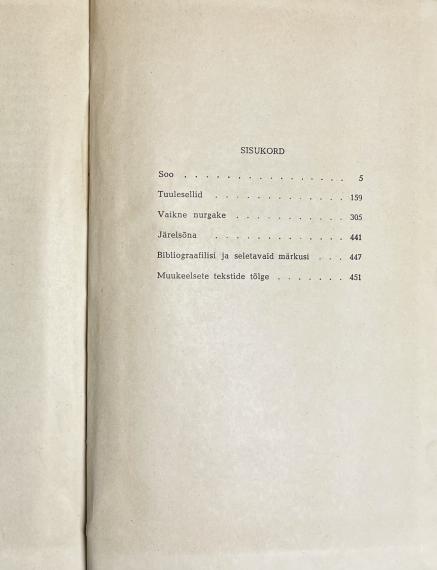 SISUKORD
Soo . . . . . . . . . . . . . . . . 5
Tuulesellid . . . . . . . . . . . . . 159
Vaikne nurgake . . . . . . . . . . . 305
Järelsõna . . . . . . . . . . . . . 441
Bibliograafilisi ja seletavaid märkusi . . . 447
Muukeelsete tekstide tõlge . . . . . . . 451